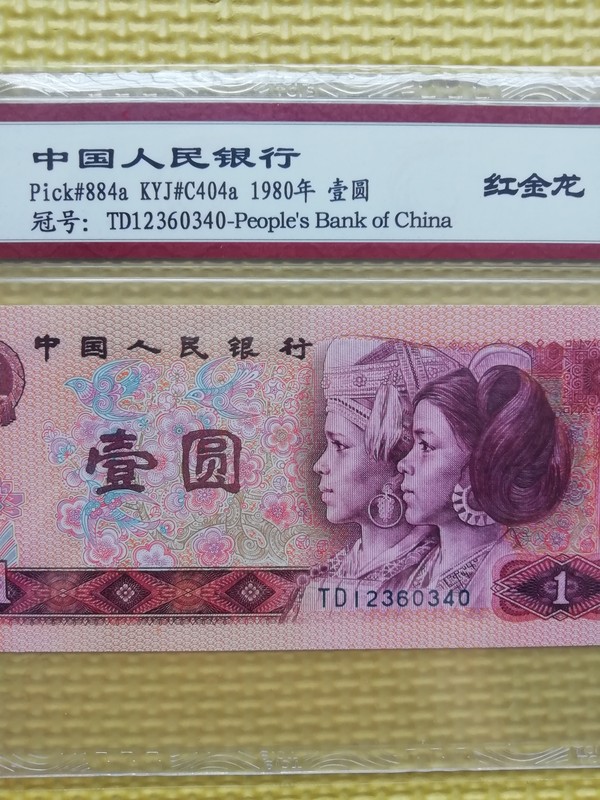 中国人民银行
Pick#884a KYJ#C404a 1980年 壹圆
红金龙
冠号: TD12360340-People's Bank of China
中国人民银行
壹圆
TD12360340
1
1